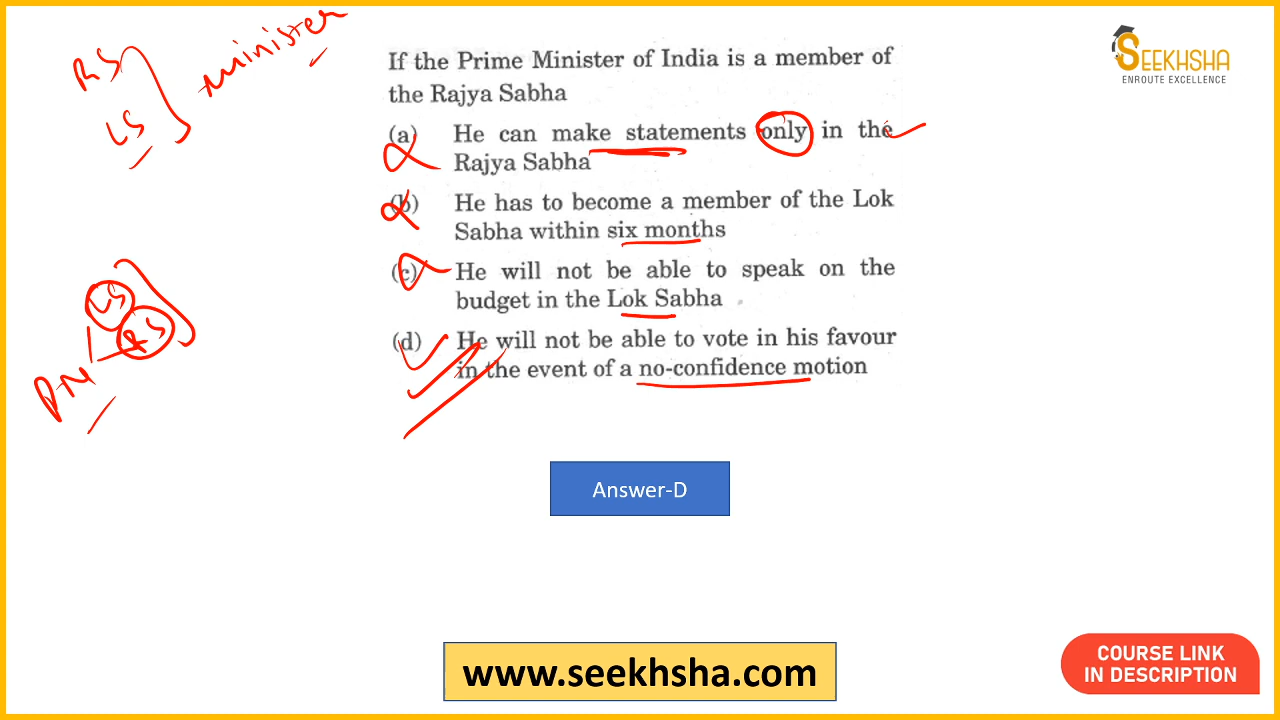 RS
LS
minister
SEEKHSHA
ENROUTE EXCELLENCE
If the Prime Minister of India is a member of
the Rajya Sabha
(a) He can make statements only in the
Rajya Sabha
(b) He has to become a member of the Lok
Sabha within six months
(c) He will not be able to speak on the
budget in the Lok Sabha
(d) He will not be able to vote in his favour
in the event of a no-confidence motion
LS
RS
PM
Answer-D
www.seekhsha.com
COURSE LINK
IN DESCRIPTION